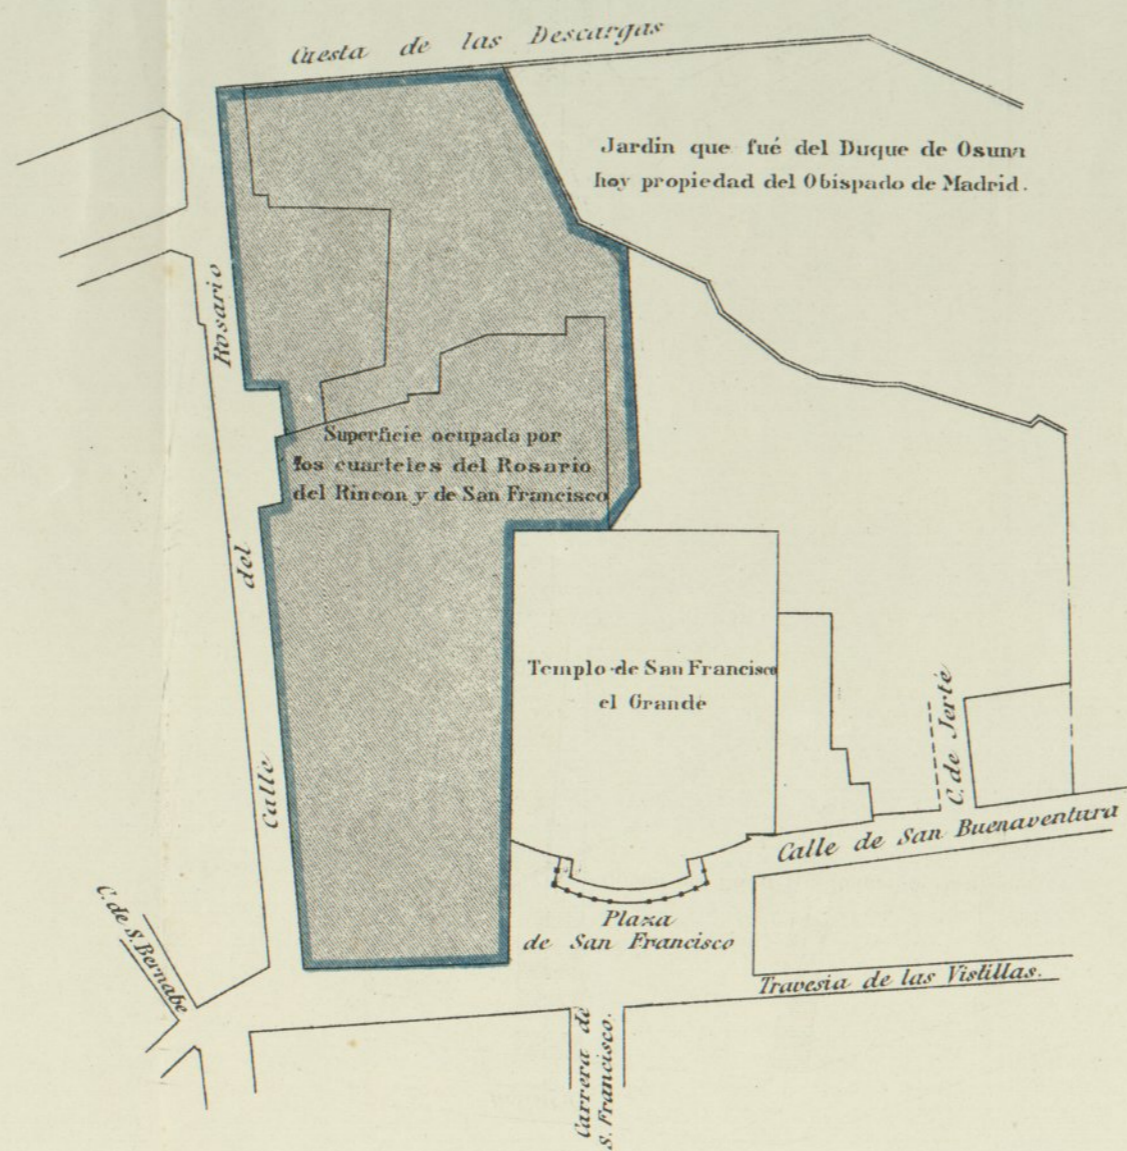 Cuesta de las Descargas
Jardin que fué del Duque de Osuna
hoy propiedad del Obispado de Madrid.
Superficie ocupada por
los cuarteles del Rosario
del Rincon y de San Francisco
Calle del Rosario
Templo de San Francisco
el Grande
C. de Jerté
Calle de San Buenaventura
Plaza
de San Francisco
Travesia de las Vistillas.
C. de S. Bernabe
Carrera de
S. Francisco.